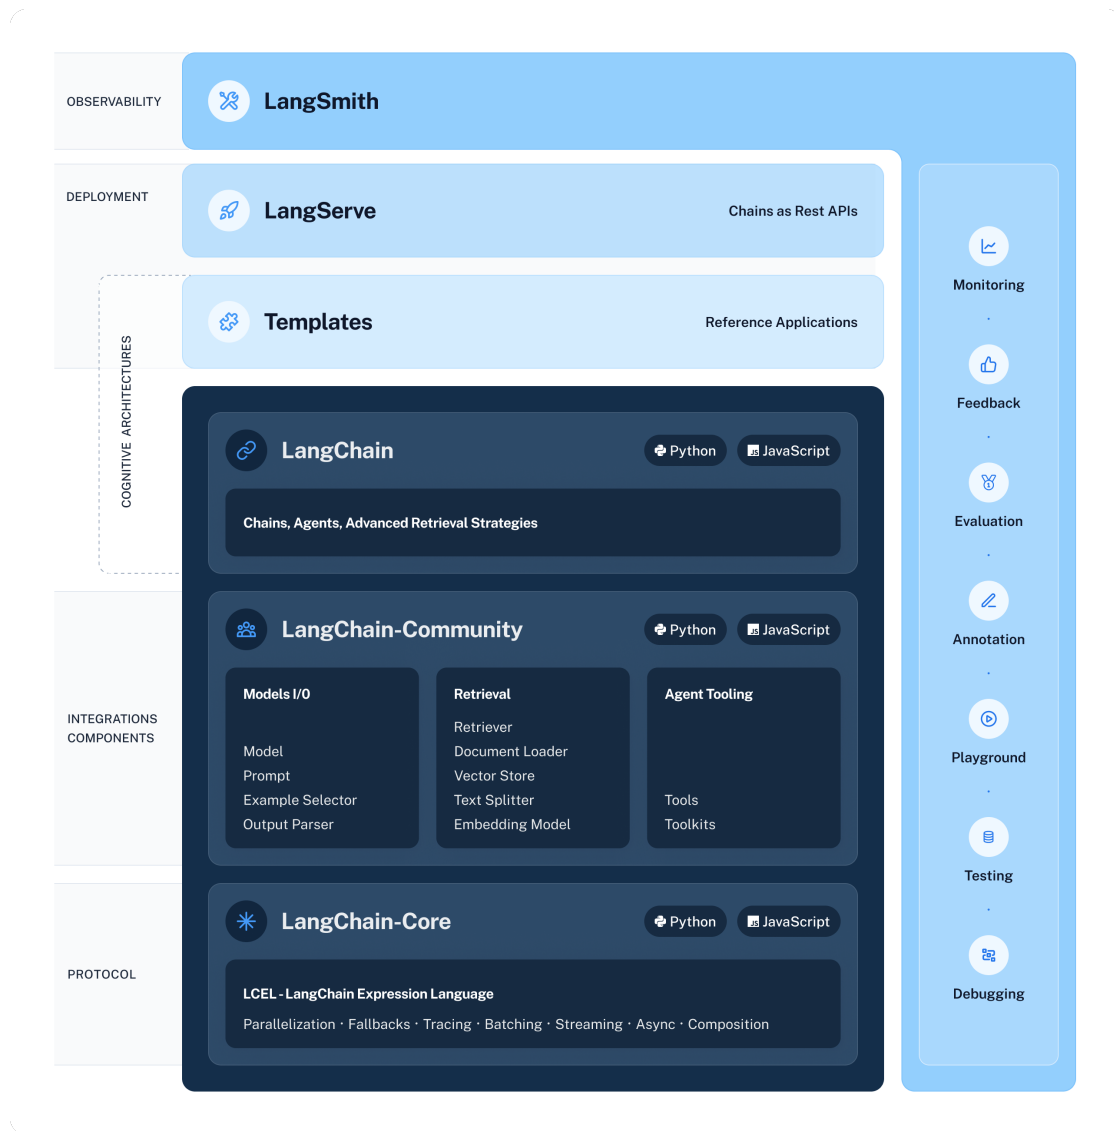 OBSERVABILITY
LangSmith
DEPLOYMENT
LangServe
Chains as Rest APIs
Templates
Reference Applications
COGNITIVE ARCHITECTURES
LangChain
Python
JavaScript
Chains, Agents, Advanced Retrieval Strategies
INTEGRATIONS
COMPONENTS
LangChain-Community
Python
JavaScript
Models I/0
Model
Prompt
Example Selector
Output Parser
Retrieval
Retriever
Document Loader
Vector Store
Text Splitter
Embedding Model
Agent Tooling
Tools
Toolkits
PROTOCOL
LangChain-Core
Python
JavaScript
LCEL - LangChain Expression Language
Parallelization · Fallbacks · Tracing · Batching · Streaming · Async · Composition
Monitoring
Feedback
Evaluation
Annotation
Playground
Testing
Debugging